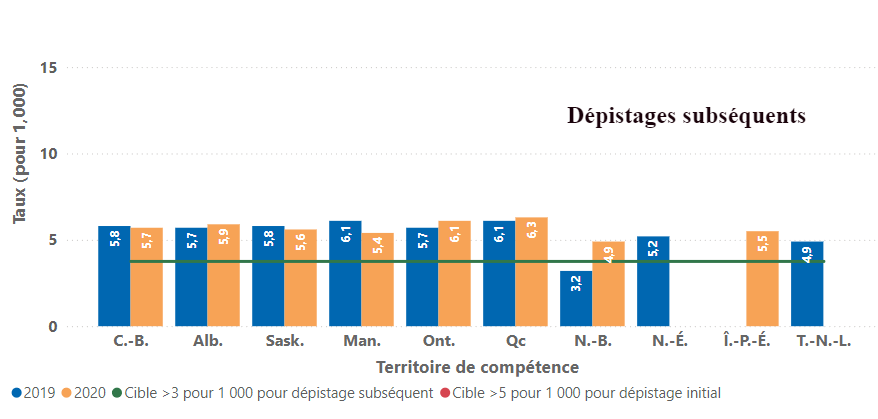 15
Dépistages subséquents
10
Taux (pour 1,000)
5
0
5,8 5,7 5,7 5,9 5,8 5,6 6,1 5,4 5,7 6,1 6,1 6,3 3,2 4,9 5,2 5,5 4,9
C.-B. Alb. Sask. Man. Ont. Qc N.-B. N.-É. Î.-P.-É. T.-N.-L.
Territoire de compétence
2019 2020 Cible >3 pour 1 000 pour dépistage subséquent Cible >5 pour 1 000 pour dépistage initial